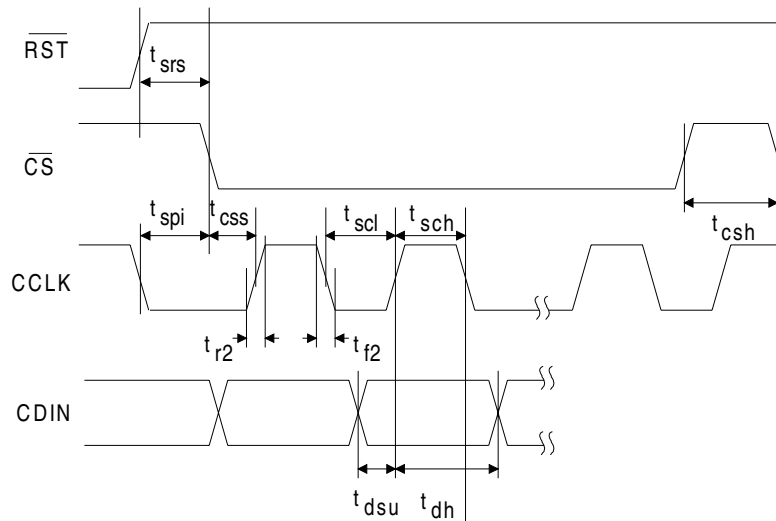 RST
t srs
CS
t spi
t css
t scl
t sch
t csh
CCLK
t r2
t f2
CDIN
t dsu
t dh